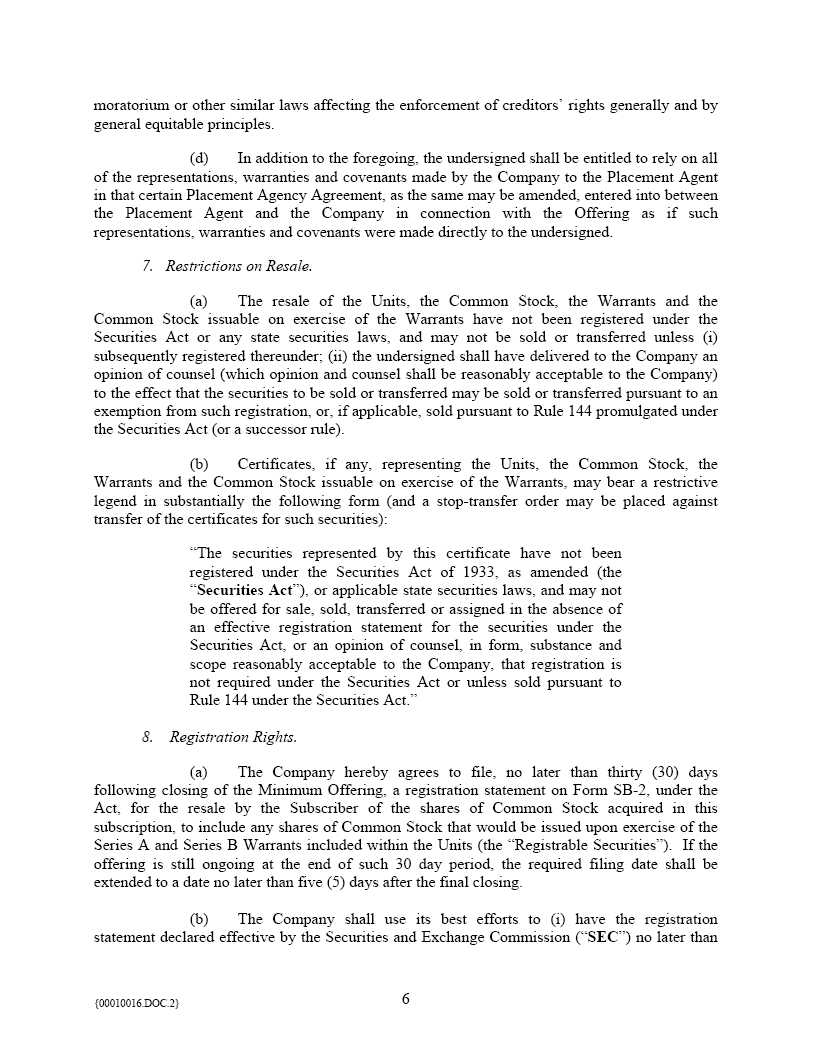 moratorium or other similar laws affecting the enforcement of creditors’ rights generally and by
general equitable principles.
(d) In addition to the foregoing, the undersigned shall be entitled to rely on all
of the representations, warranties and covenants made by the Company to the Placement Agent
in that certain Placement Agency Agreement, as the same may be amended, entered into between
the Placement Agent and the Company in connection with the Offering as if such
representations, warranties and covenants were made directly to the undersigned.
7. Restrictions on Resale.
(a) The resale of the Units, the Common Stock, the Warrants and the
Common Stock issuable on exercise of the Warrants have not been registered under the
Securities Act or any state securities laws, and may not be sold or transferred unless (i)
subsequently registered thereunder; (ii) the undersigned shall have delivered to the Company an
opinion of counsel (which opinion and counsel shall be reasonably acceptable to the Company)
to the effect that the securities to be sold or transferred may be sold or transferred pursuant to an
exemption from such registration, or, if applicable, sold pursuant to Rule 144 promulgated under
the Securities Act (or a successor rule).
(b) Certificates, if any, representing the Units, the Common Stock, the
Warrants and the Common Stock issuable on exercise of the Warrants, may bear a restrictive
legend in substantially the following form (and a stop-transfer order may be placed against
transfer of the certificates for such securities):
“The securities represented by this certificate have not been
registered under the Securities Act of 1933, as amended (the
“Securities Act”), or applicable state securities laws, and may not
be offered for sale, sold, transferred or assigned in the absence of
an effective registration statement for the securities under the
Securities Act, or an opinion of counsel, in form, substance and
scope reasonably acceptable to the Company, that registration is
not required under the Securities Act or unless sold pursuant to
Rule 144 under the Securities Act.”
8. Registration Rights.
(a) The Company hereby agrees to file, no later than thirty (30) days
following closing of the Minimum Offering, a registration statement on Form SB-2, under the
Act, for the resale by the Subscriber of the shares of Common Stock acquired in this
subscription, to include any shares of Common Stock that would be issued upon exercise of the
Series A and Series B Warrants included within the Units (the “Registrable Securities”). If the
offering is still ongoing at the end of such 30 day period, the required filing date shall be
extended to a date no later than five (5) days after the final closing.
(b) The Company shall use its best efforts to (i) have the registration
statement declared effective by the Securities and Exchange Commission (“SEC”) no later than
{00010016.DOC.2}
6